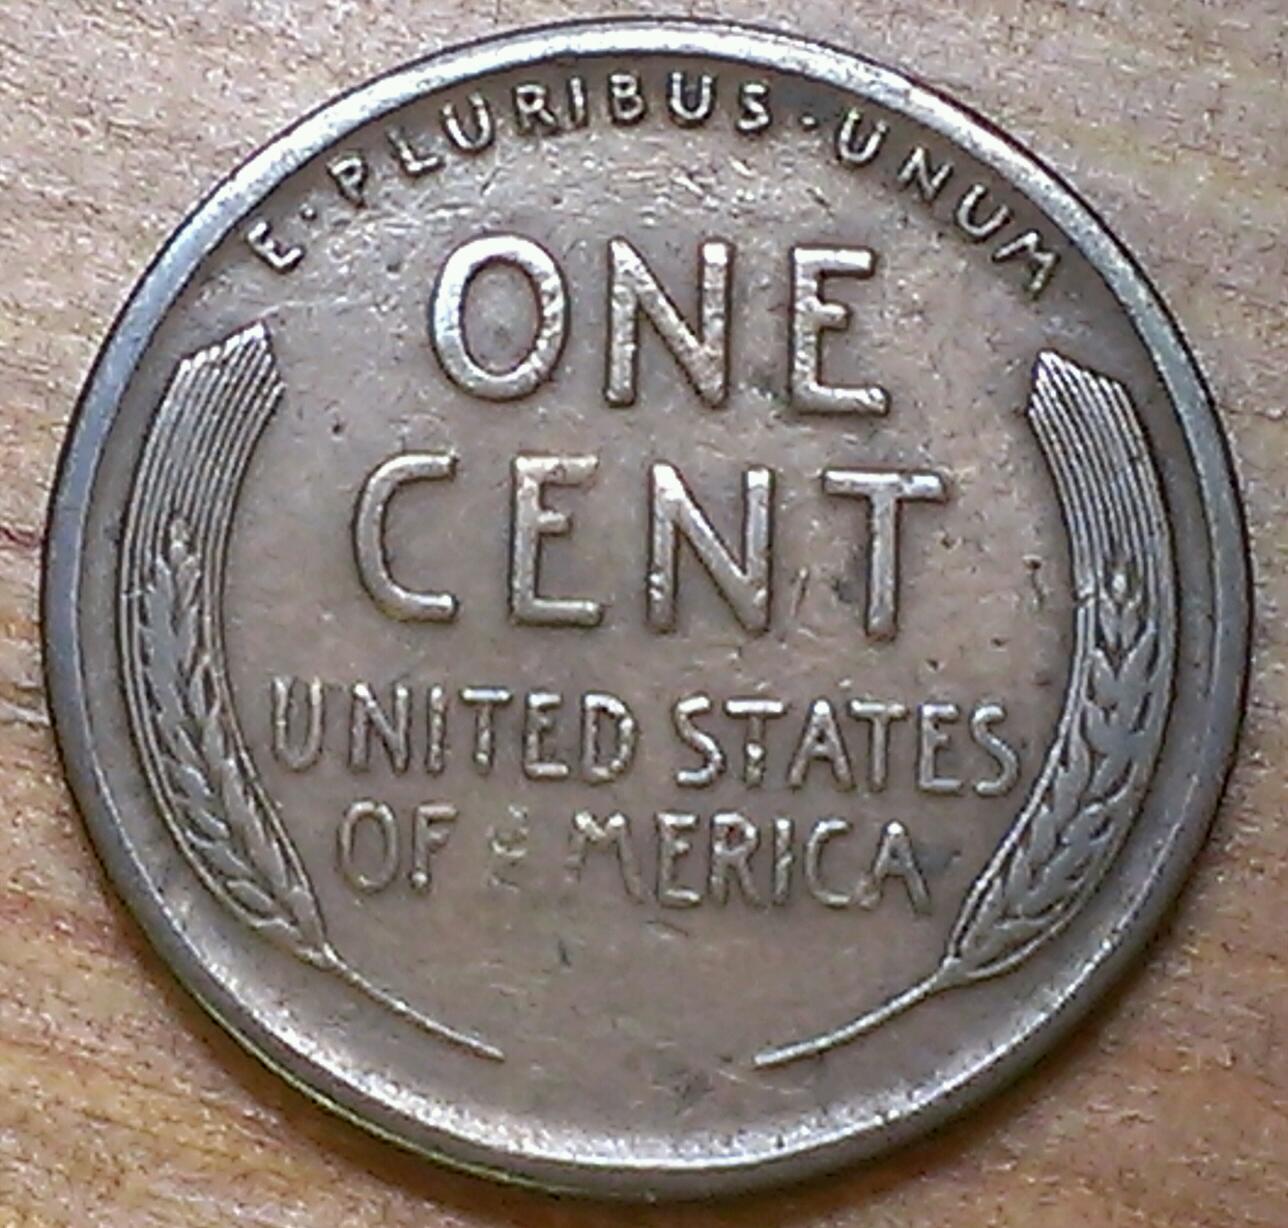 E·PLURIBUS·UNUM
ONE
CENT
UNITED STATES
OF AMERICA